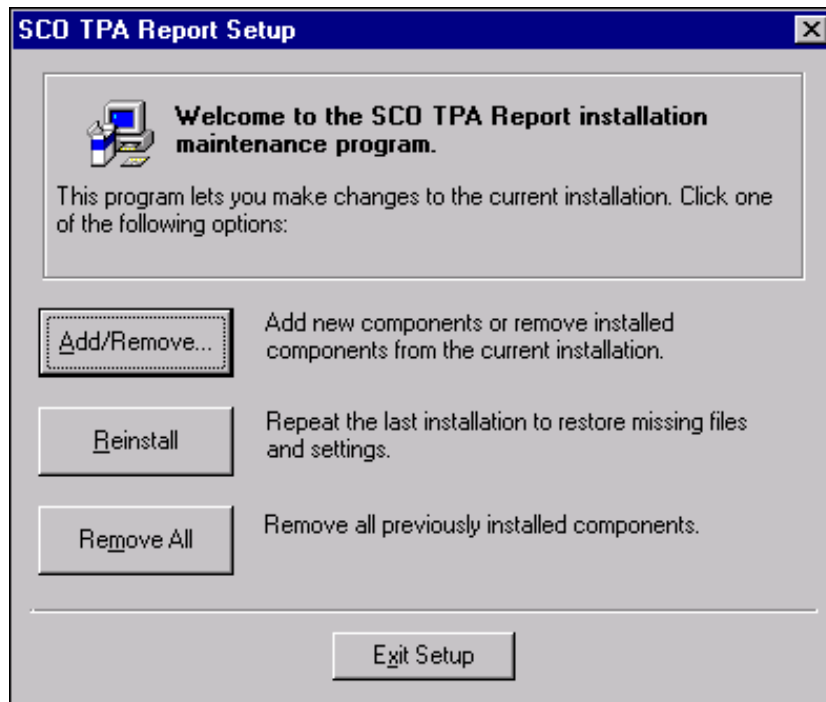 SCO TPA Report Setup
Welcome to the SCO TPA Report installation
maintenance program.
This program lets you make changes to the current installation. Click one
of the following options:
Add/Remove...
Add new components or remove installed
components from the current installation.
Reinstall
Repeat the last installation to restore missing files
and settings.
Remove All
Remove all previously installed components.
Exit Setup